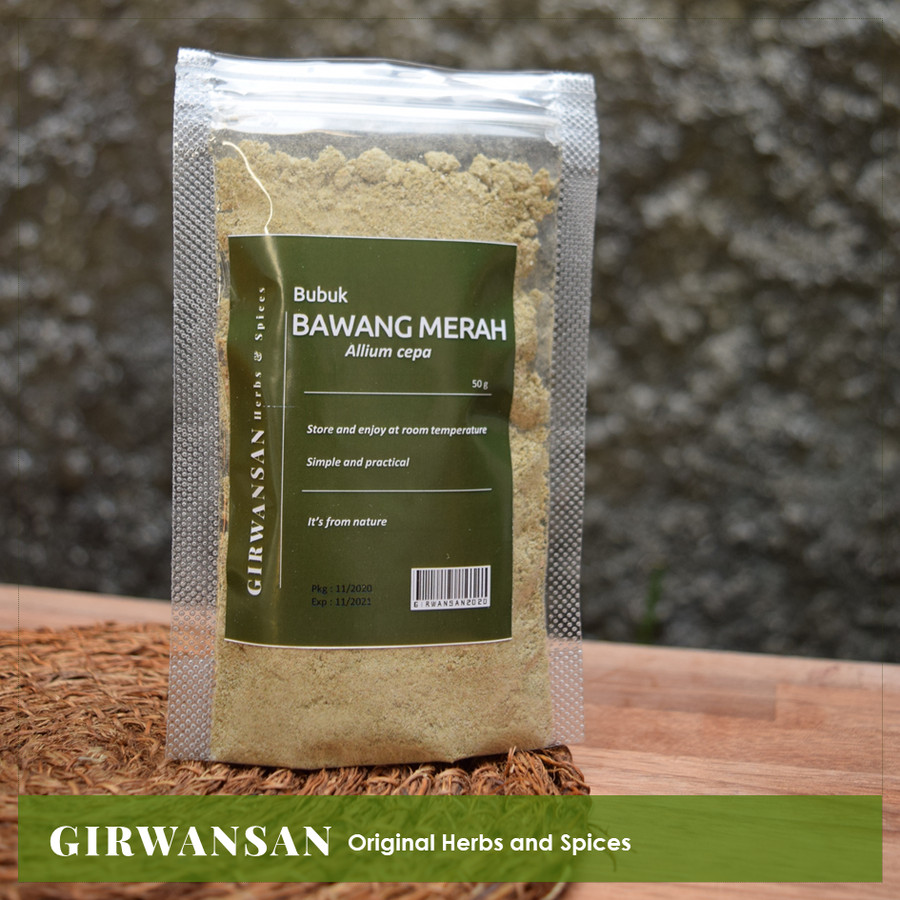 Bubuk
BAWANG MERAH
Allium cepa
50 g
Store and enjoy at room temperature
Simple and practical
It's from nature
Pkg : 11/2020
Exp : 11/2021
GIRWANSAN2020
GIRWANSAN Herbs & Spices
GIRWANSAN Original Herbs and Spices